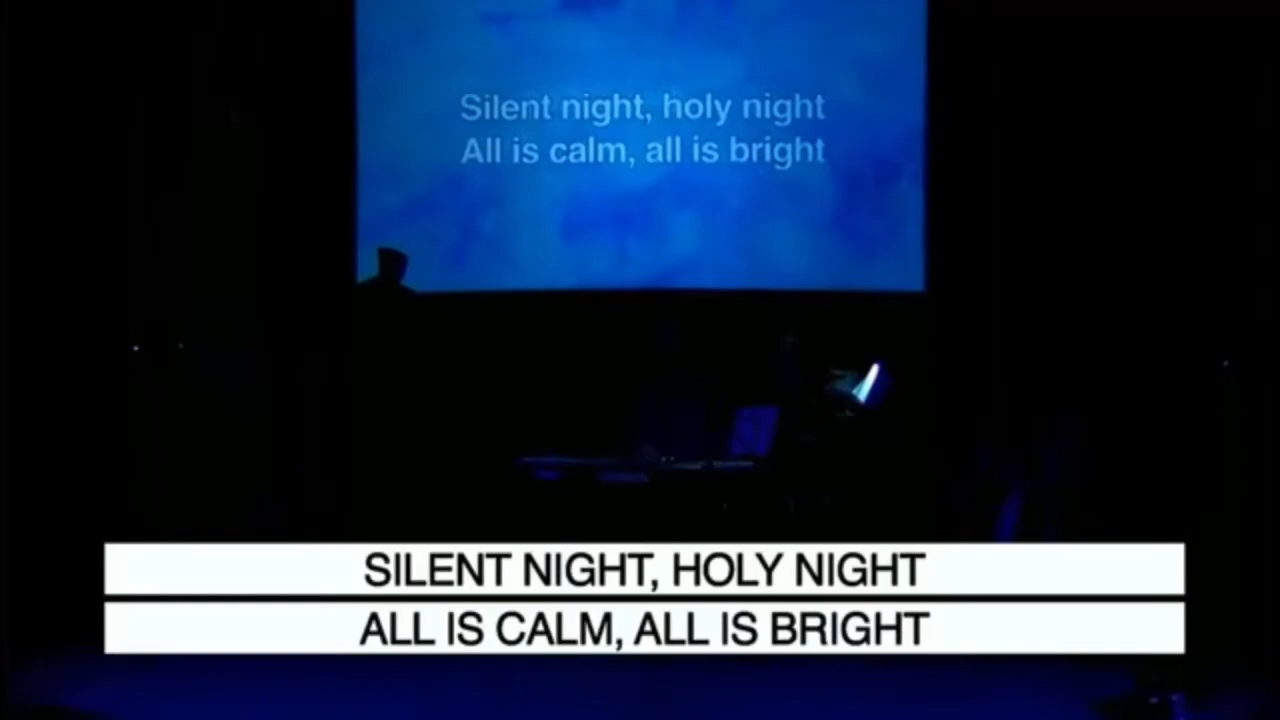 Silent night, holy night
All is calm, all is bright
SILENT NIGHT, HOLY NIGHT
ALL IS CALM, ALL IS BRIGHT